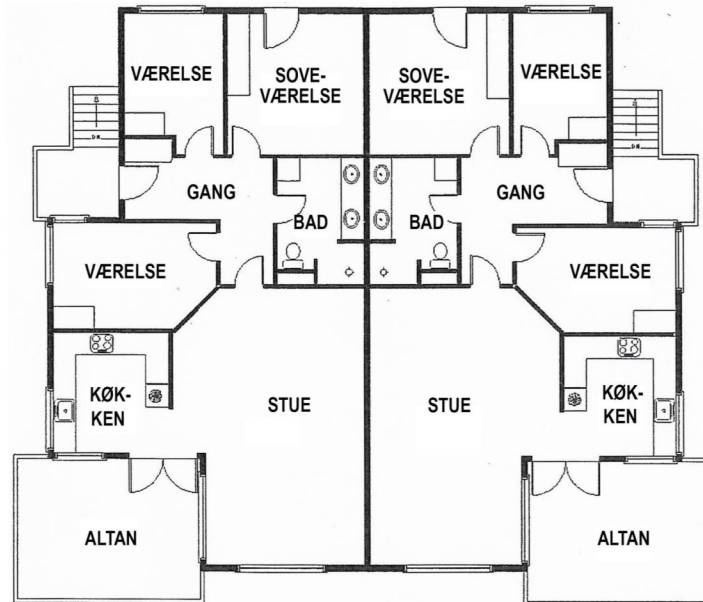 VÆRELSE
SOVE-
VÆRELSE
SOVE-
VÆRELSE
VÆRELSE
GANG
BAD
BAD
GANG
VÆRELSE
VÆRELSE
KØK-
KEN
STUE
STUE
KØK-
KEN
ALTAN
ALTAN